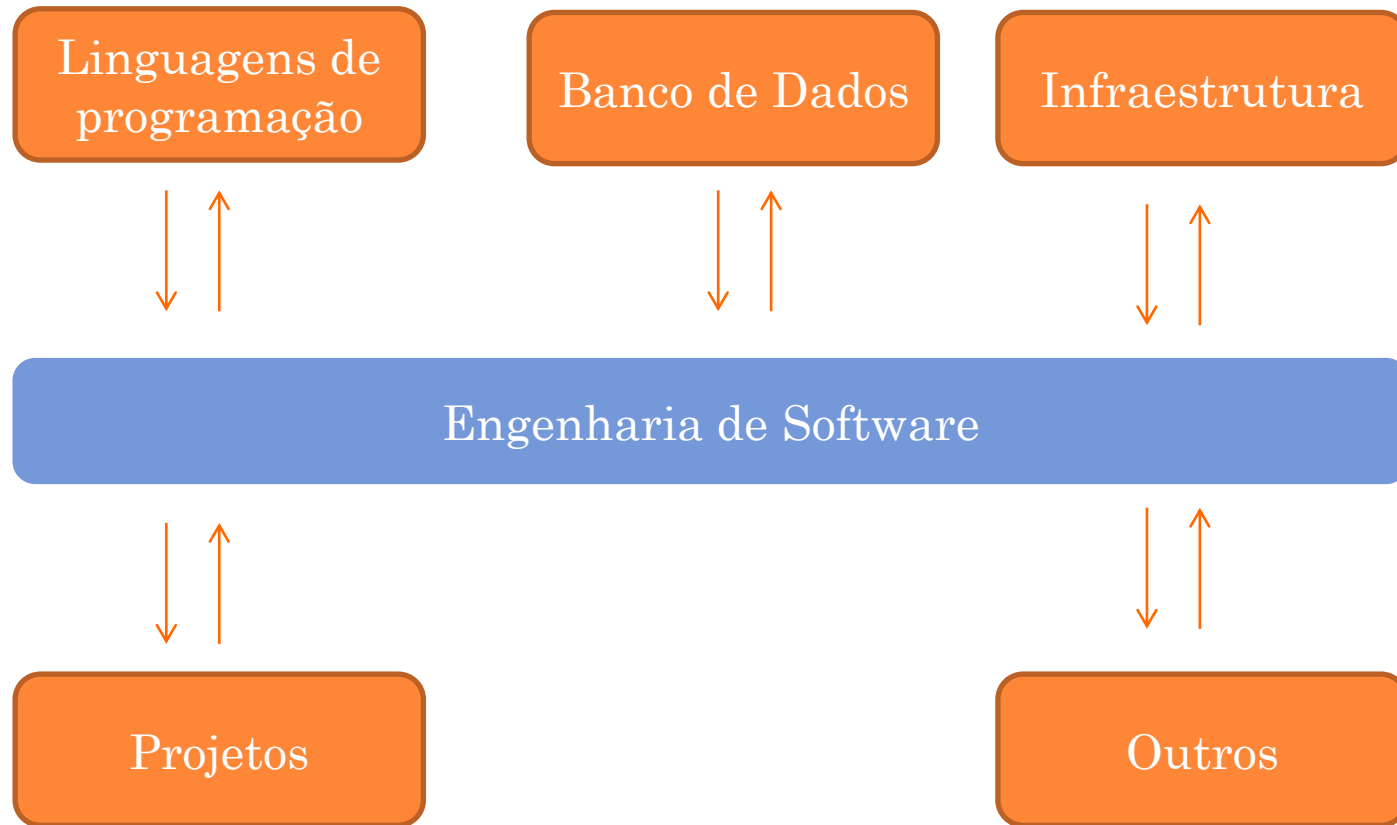 Linguagens de
programação
Banco de Dados
Infraestrutura
Engenharia de Software
Projetos
Outros